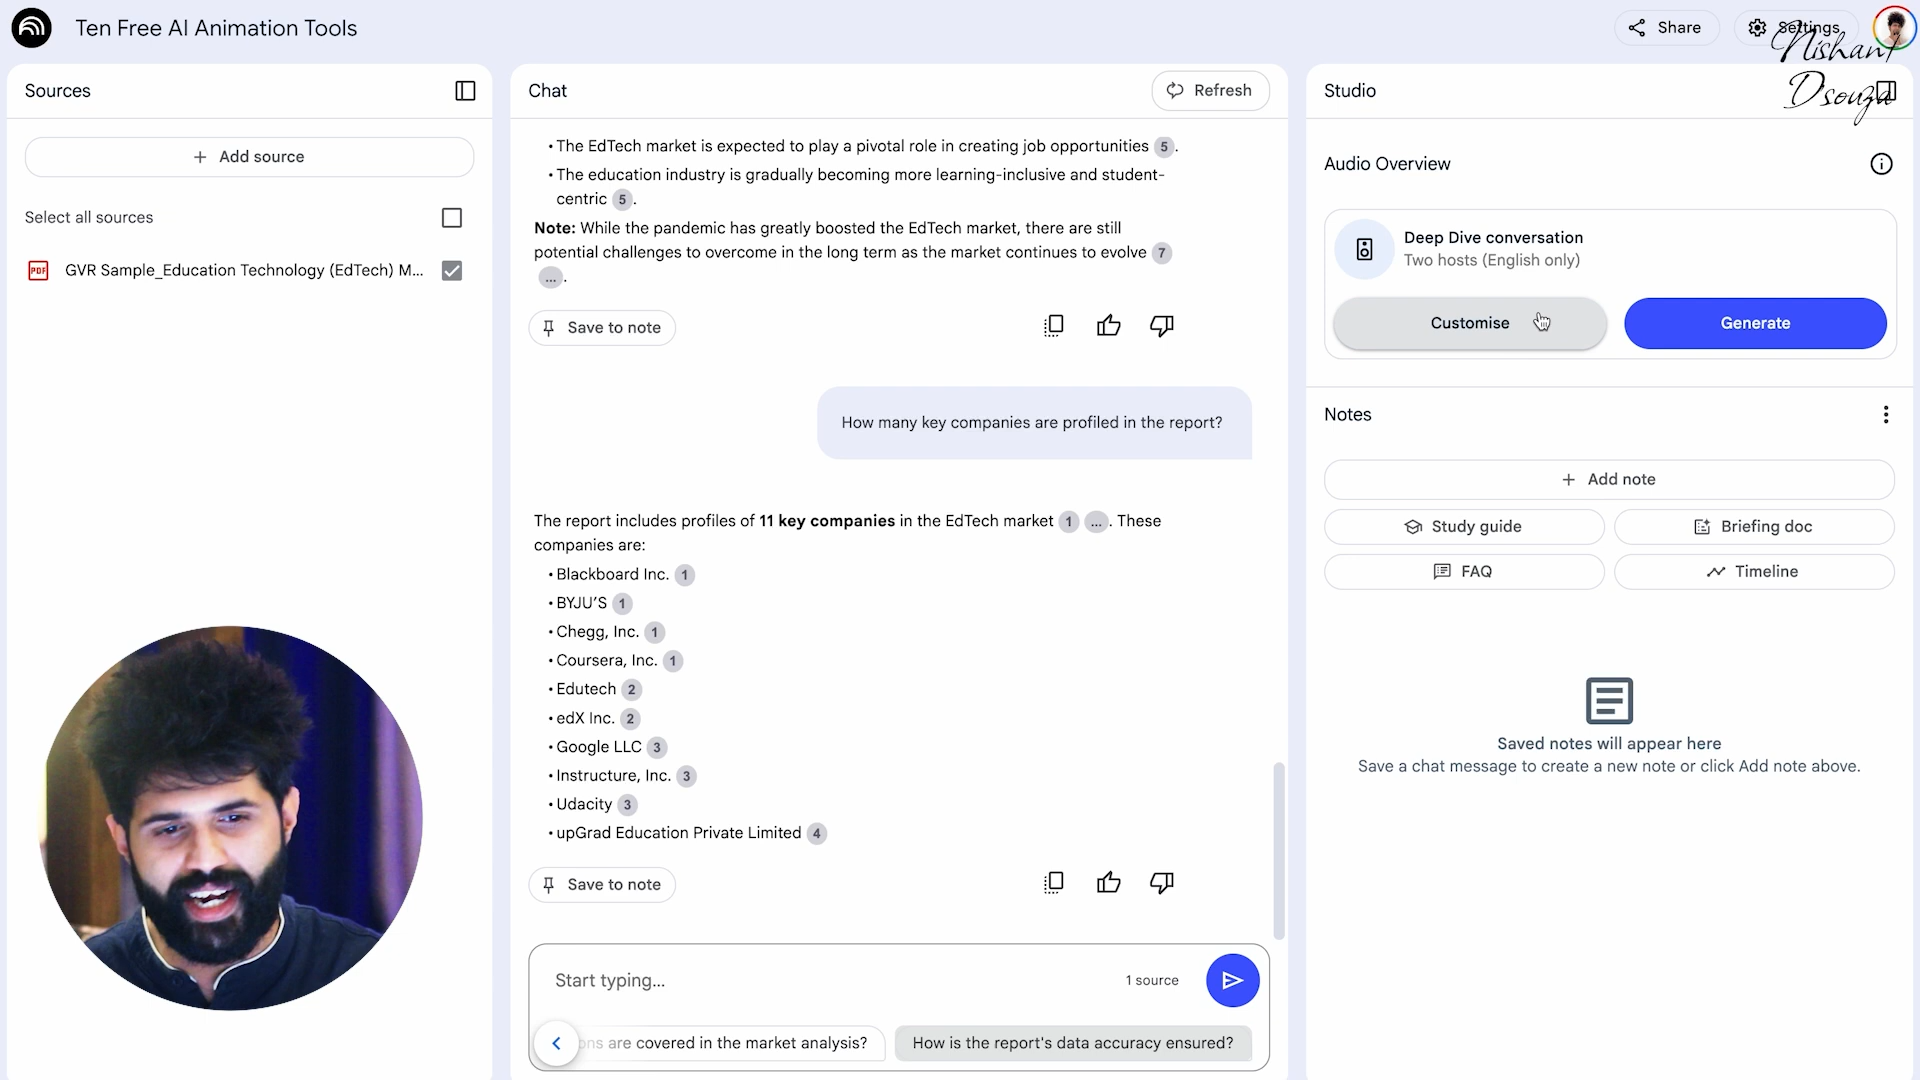 Ten Free AI Animation Tools
Share
Settings
Nishant
Dsouza
Sources
Add source
Select all sources
PDF
GVR Sample_Education Technology (EdTech) M...
Chat
Refresh
• The EdTech market is expected to play a pivotal role in creating job opportunities 5.
• The education industry is gradually becoming more learning-inclusive and student-
centric 5.
Note: While the pandemic has greatly boosted the EdTech market, there are still
potential challenges to overcome in the long term as the market continues to evolve 7
... .
Save to note
How many key companies are profiled in the report?
The report includes profiles of 11 key companies in the EdTech market 1 ... . These
companies are:
• Blackboard Inc. 1
• BYJU'S 1
• Chegg, Inc. 1
• Coursera, Inc. 1
• Edutech 2
• edX Inc. 2
• Google LLC 3
• Instructure, Inc. 3
• Udacity 3
• upGrad Education Private Limited 4
Save to note
Start typing...
1 source
ons are covered in the market analysis?
How is the report's data accuracy ensured?
Studio
Audio Overview
Deep Dive conversation
Two hosts (English only)
Customise
Generate
Notes
Add note
Study guide
Briefing doc
FAQ
Timeline
Saved notes will appear here
Save a chat message to create a new note or click Add note above.